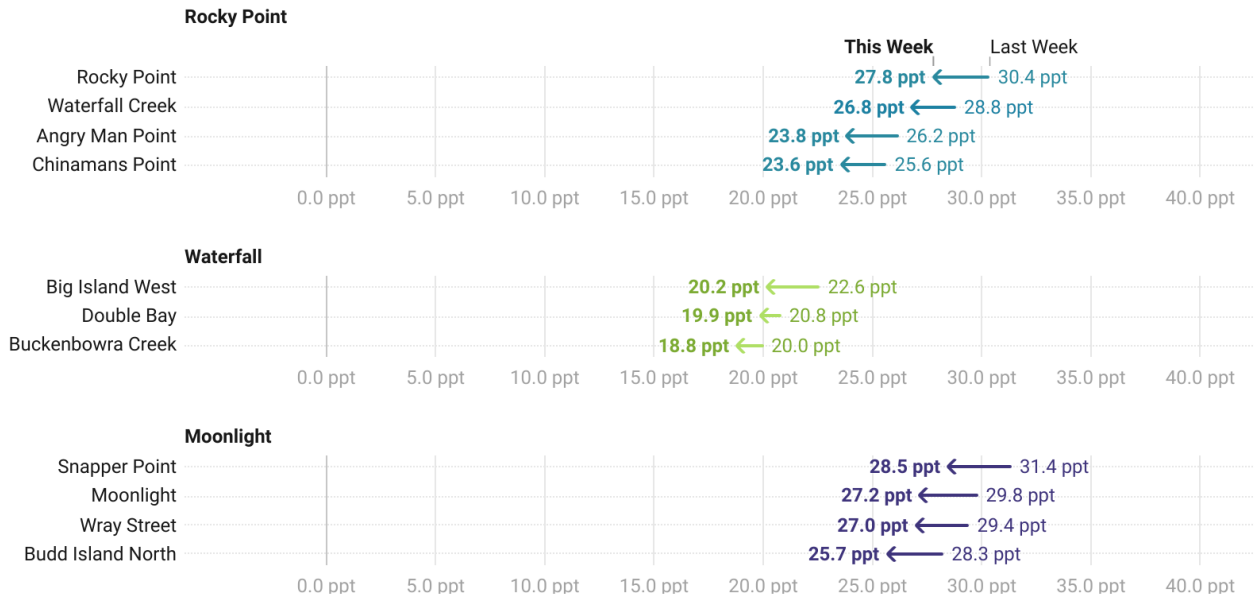 Rocky Point
This Week Last Week
Rocky Point 27.8 ppt 30.4 ppt
Waterfall Creek 26.8 ppt 28.8 ppt
Angry Man Point 23.8 ppt 26.2 ppt
Chinamans Point 23.6 ppt 25.6 ppt
0.0 ppt 5.0 ppt 10.0 ppt 15.0 ppt 20.0 ppt 25.0 ppt 30.0 ppt 35.0 ppt 40.0 ppt
Waterfall
Big Island West 20.2 ppt 22.6 ppt
Double Bay 19.9 ppt 20.8 ppt
Buckenbowra Creek 18.8 ppt 20.0 ppt
0.0 ppt 5.0 ppt 10.0 ppt 15.0 ppt 20.0 ppt 25.0 ppt 30.0 ppt 35.0 ppt 40.0 ppt
Moonlight
Snapper Point 28.5 ppt 31.4 ppt
Moonlight 27.2 ppt 29.8 ppt
Wray Street 27.0 ppt 29.4 ppt
Budd Island North 25.7 ppt 28.3 ppt
0.0 ppt 5.0 ppt 10.0 ppt 15.0 ppt 20.0 ppt 25.0 ppt 30.0 ppt 35.0 ppt 40.0 ppt